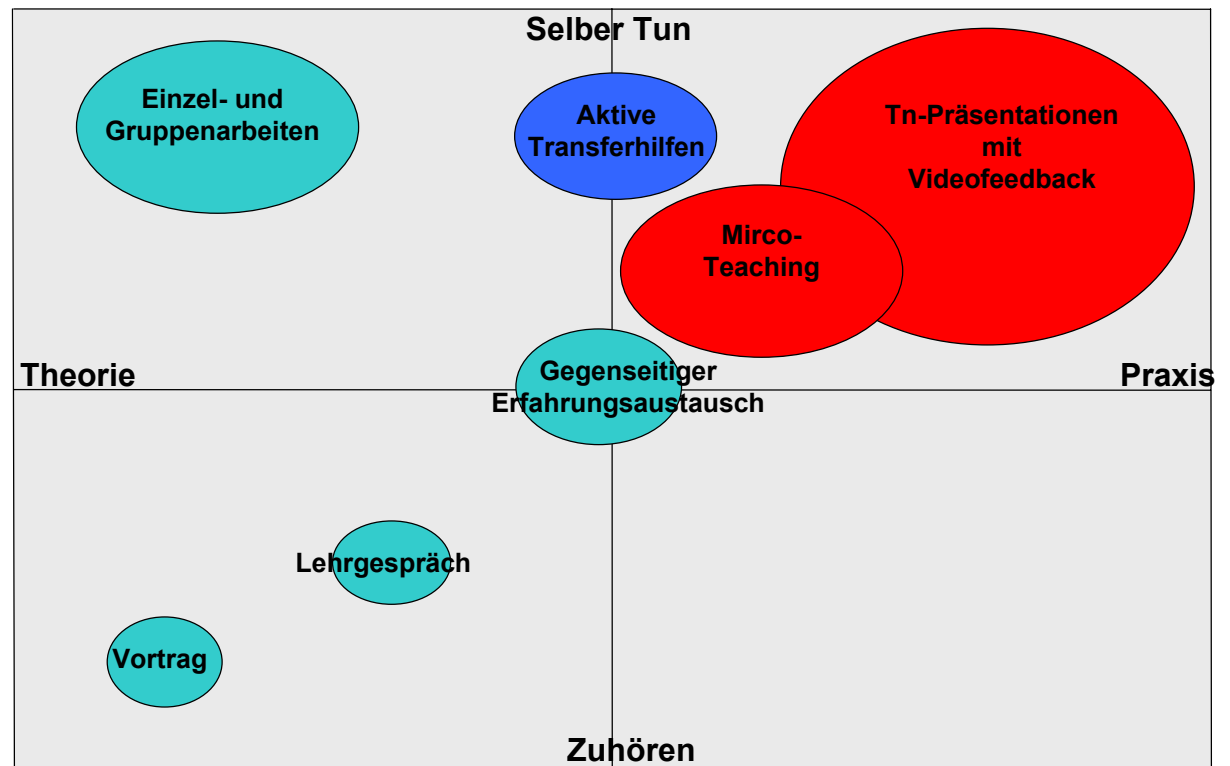 Selber Tun
Einzel- und
Gruppenarbeiten
Aktive
Transferhilfen
Tn-Präsentationen
mit
Videofeedback
Mirco-
Teaching
Theorie
Praxis
Gegenseitiger
Erfahrungsaustausch
Lehrgespräch
Vortrag
Zuhören